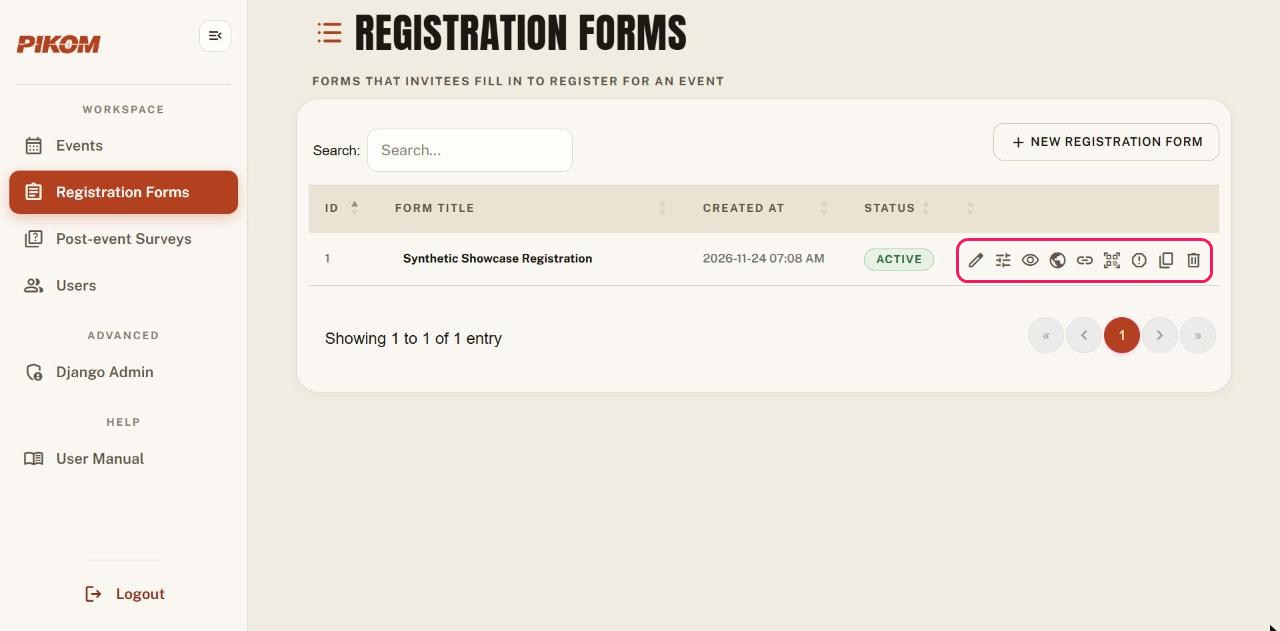 PIKOM
WORKSPACE
Events
Registration Forms
Post-event Surveys
Users
ADVANCED
Django Admin
HELP
User Manual
Logout
REGISTRATION FORMS
FORMS THAT INVITEES FILL IN TO REGISTER FOR AN EVENT
Search: Search...
+ NEW REGISTRATION FORM
ID FORM TITLE CREATED AT STATUS
1 Synthetic Showcase Registration 2026-11-24 07:08 AM ACTIVE
Showing 1 to 1 of 1 entry
« ‹ 1 › »